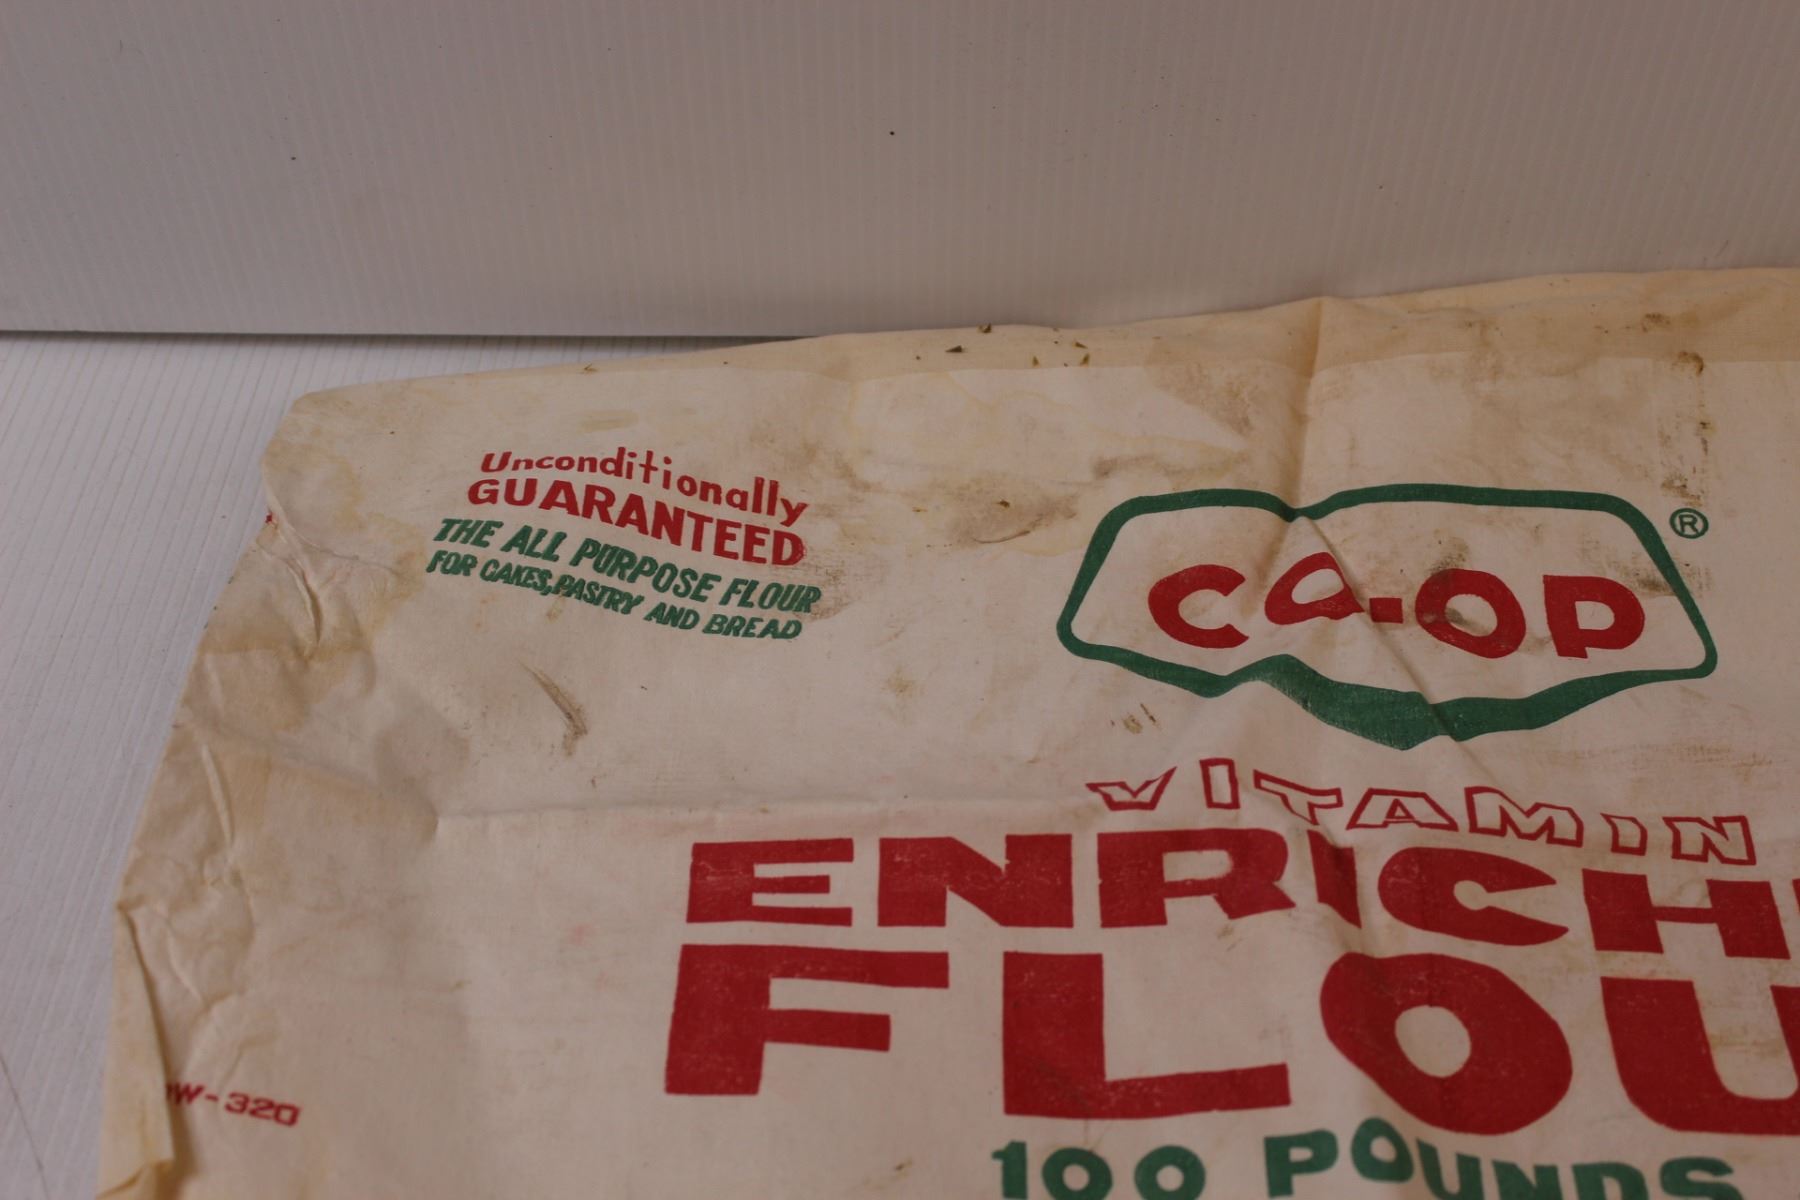 Unconditionally
GUARANTEED
THE ALL PURPOSE FLOUR
FOR CAKES, PASTRY AND BREAD
CO-OP ®
VITAMIN
ENRICH
FLOU
W-320
100 POUNDS